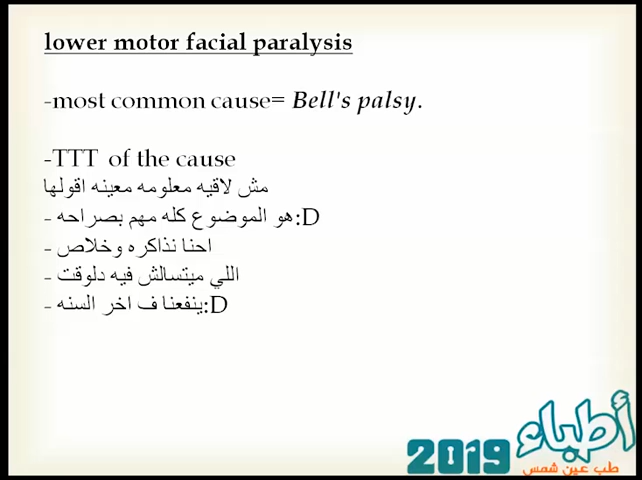 lower motor facial paralysis
-most common cause= Bell's palsy.
-TTT of the cause
مش لاقيه معلومه معينه اقولها
- هو الموضوع كله مهم بصراحه:D
- احنا نذاكره وخلاص
- اللي ميتسالش فيه دلوقت
- ينفعنا ف اخر السنه:D
أطباء
2019
طب عين شمس